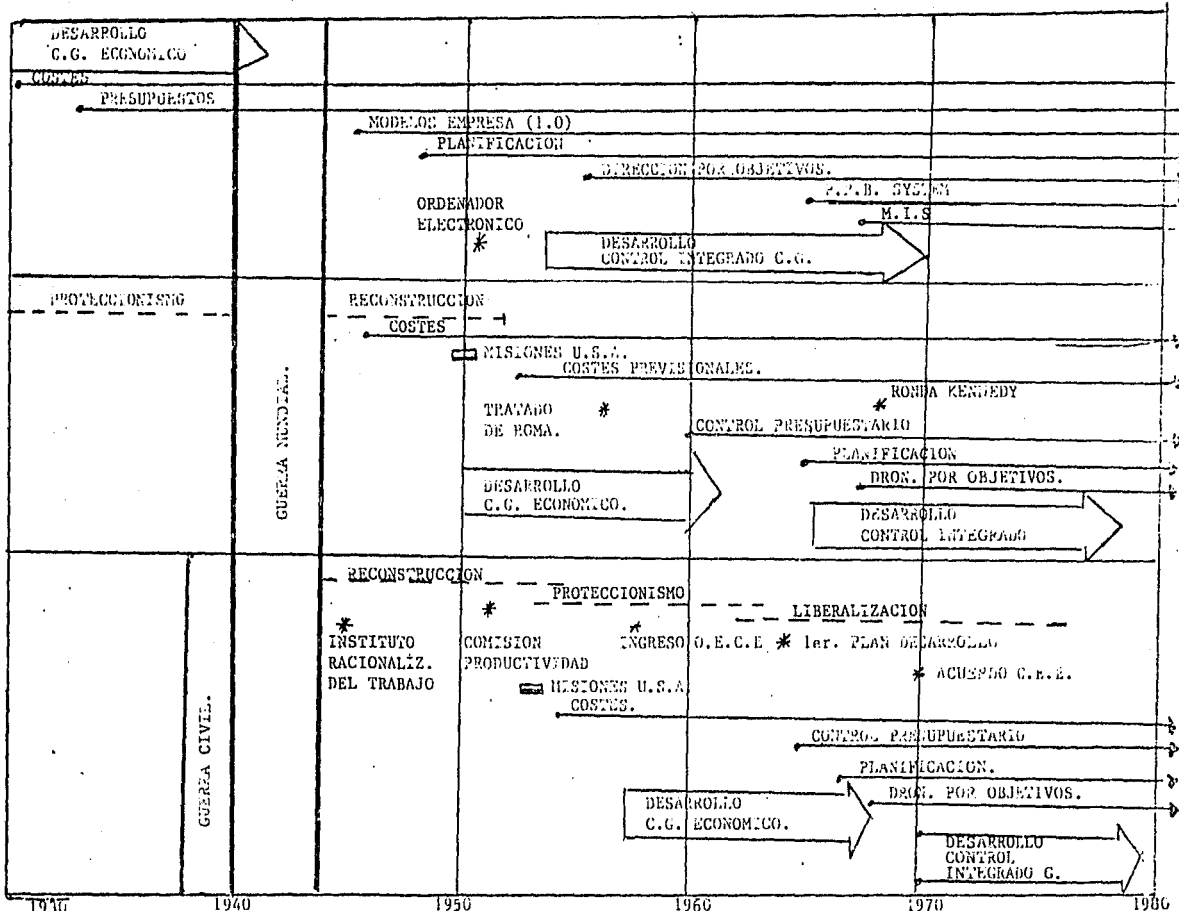 DESARROLLO
C.G. ECONOMICO
COSTES
PRESUPUESTOS
MODELOS EMPRESA (1.0)
PLANIFICACION
DIRECCION POR OBJETIVOS.
P.P.B. SYSTEM
M.I.S
ORDENADOR
ELECTRONICO
DESARROLLO
CONTROL INTEGRADO C.G.
PROTECCIONISMO
RECONSTRUCCION
COSTES
MISIONES U.S.A.
COSTES PREVISIONALES.
RONDA KENNEDY
TRATADO
DE ROMA.
CONTROL PRESUPUESTARIO
PLANIFICACION
DRON. POR OBJETIVOS.
DESARROLLO
C.G. ECONOMICO.
DESARROLLO
CONTROL INTEGRADO
GUERRA MUNDIAL.
RECONSTRUCCION
PROTECCIONISMO
LIBERALIZACION
INSTITUTO
RACIONALIZ.
DEL TRABAJO
COMISION
PRODUCTIVIDAD
INGRESO O.E.C.E
1er. PLAN DESARROLLO
ACUERDO C.E.E.
MISIONES U.S.A
COSTES.
CONTROL PRESUPUESTARIO
PLANIFICACION.
DRON. POR OBJETIVOS.
GUERRA CIVIL.
DESARROLLO
C.G. ECONOMICO.
DESARROLLO
CONTROL
INTEGRADO G.
1930 1940 1950 1960 1970 1980